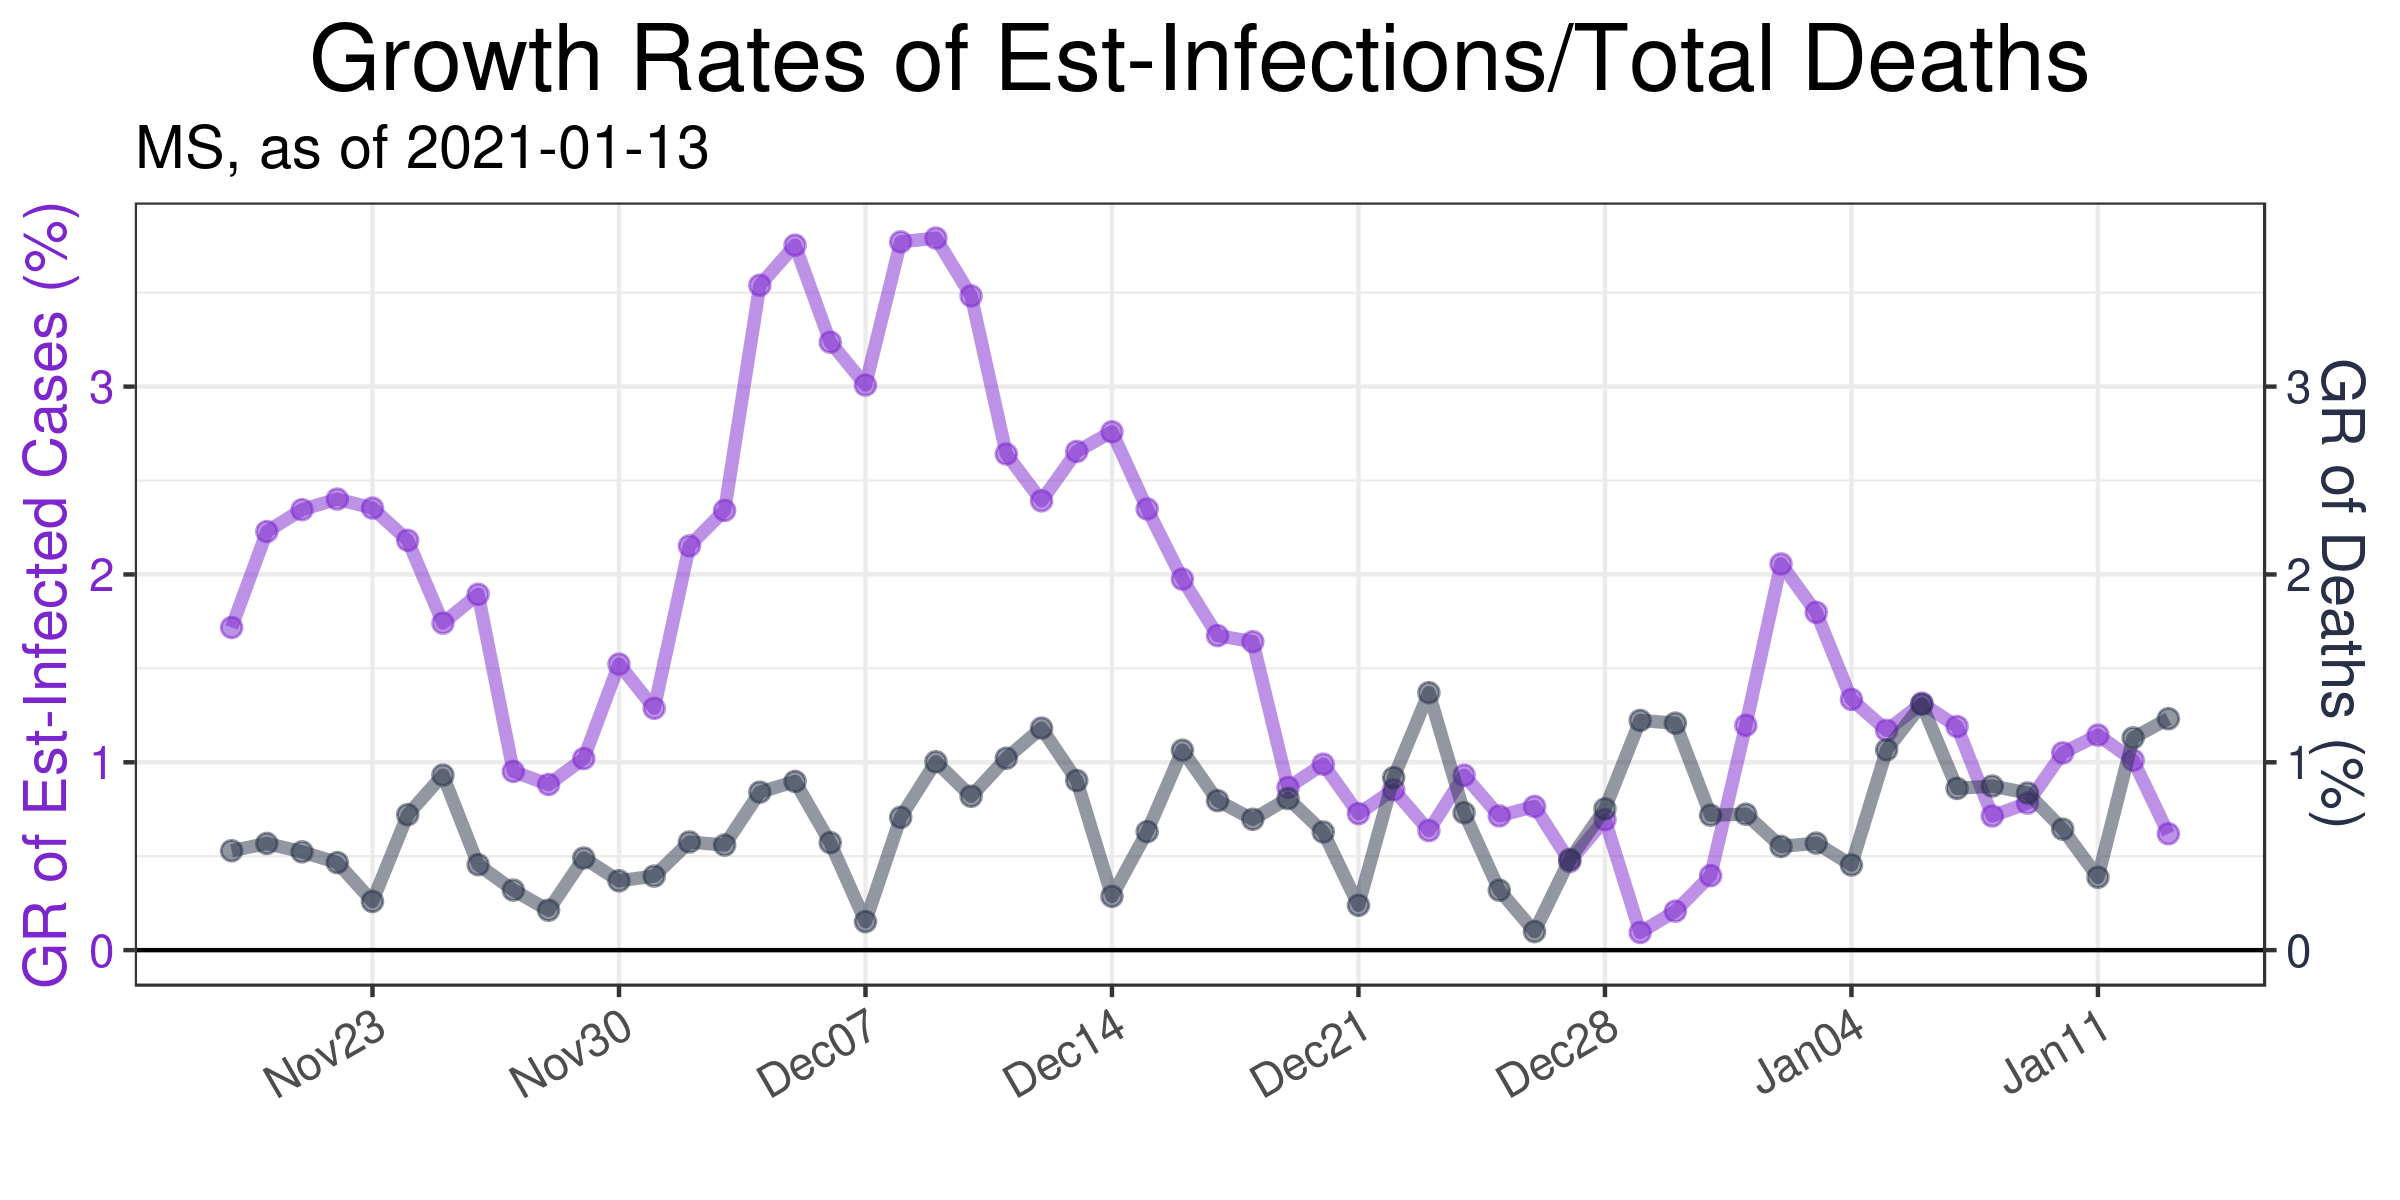 Growth Rates of Est-Infections/Total Deaths
MS, as of 2021-01-13
GR of Est-Infected Cases (%)
3
2
1
0
3
2
1
0
GR of Deaths (%)
Nov23
Nov30
Dec07
Dec14
Dec21
Dec28
Jan04
Jan11